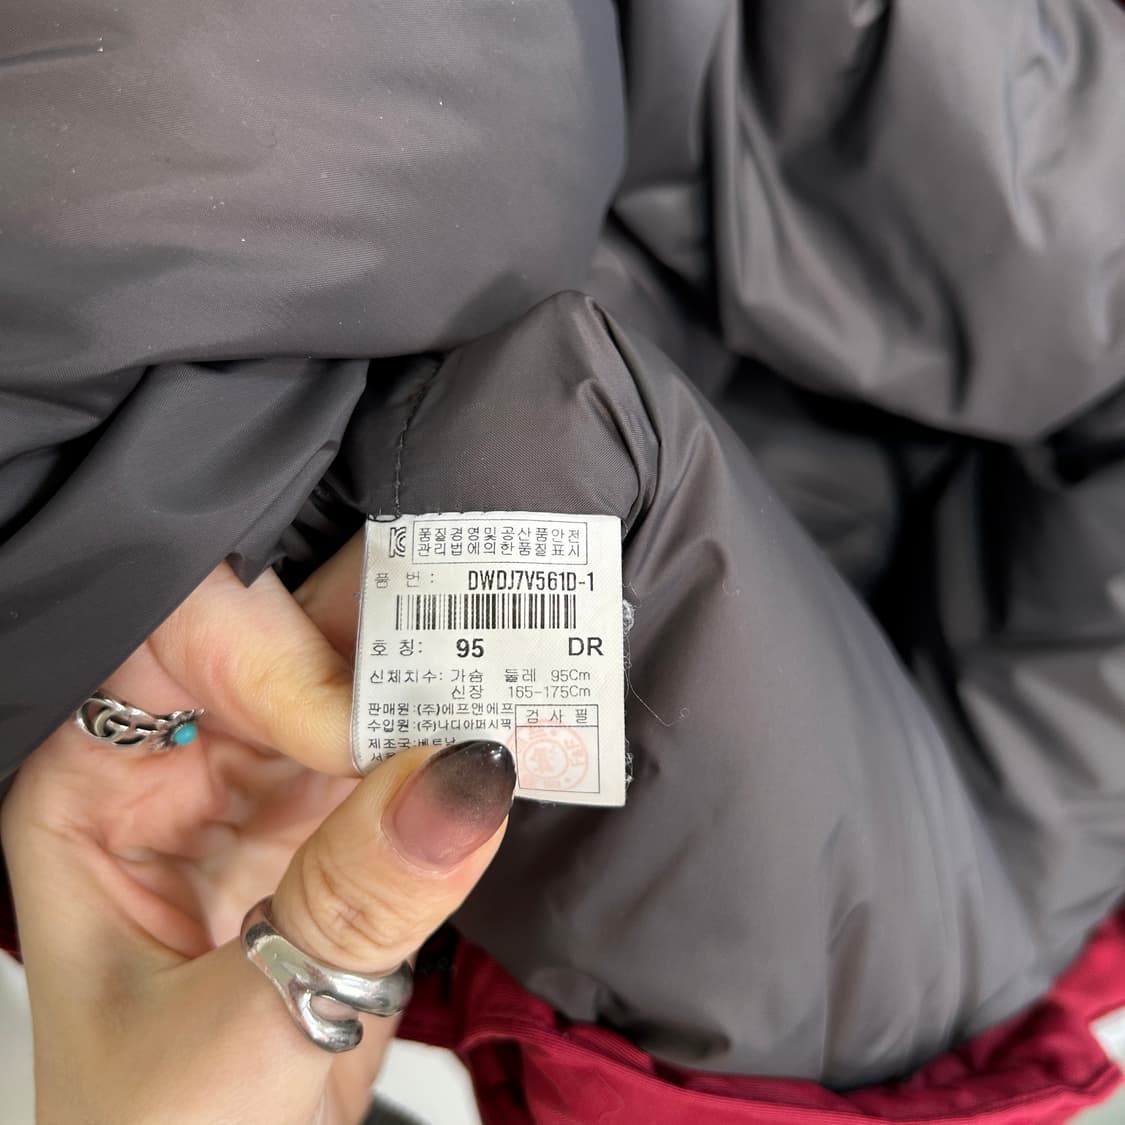 품질경영및공산품안전
관리법에의한품질표시
품 번 : DWDJ7V561D-1
호 칭: 95 DR
신체치수: 가슴 둘레 95Cm
신장 165-175Cm
판매원:(주)에프앤에프
수입원:(주)나디아퍼시픽
검 사 필
제조국:베트남